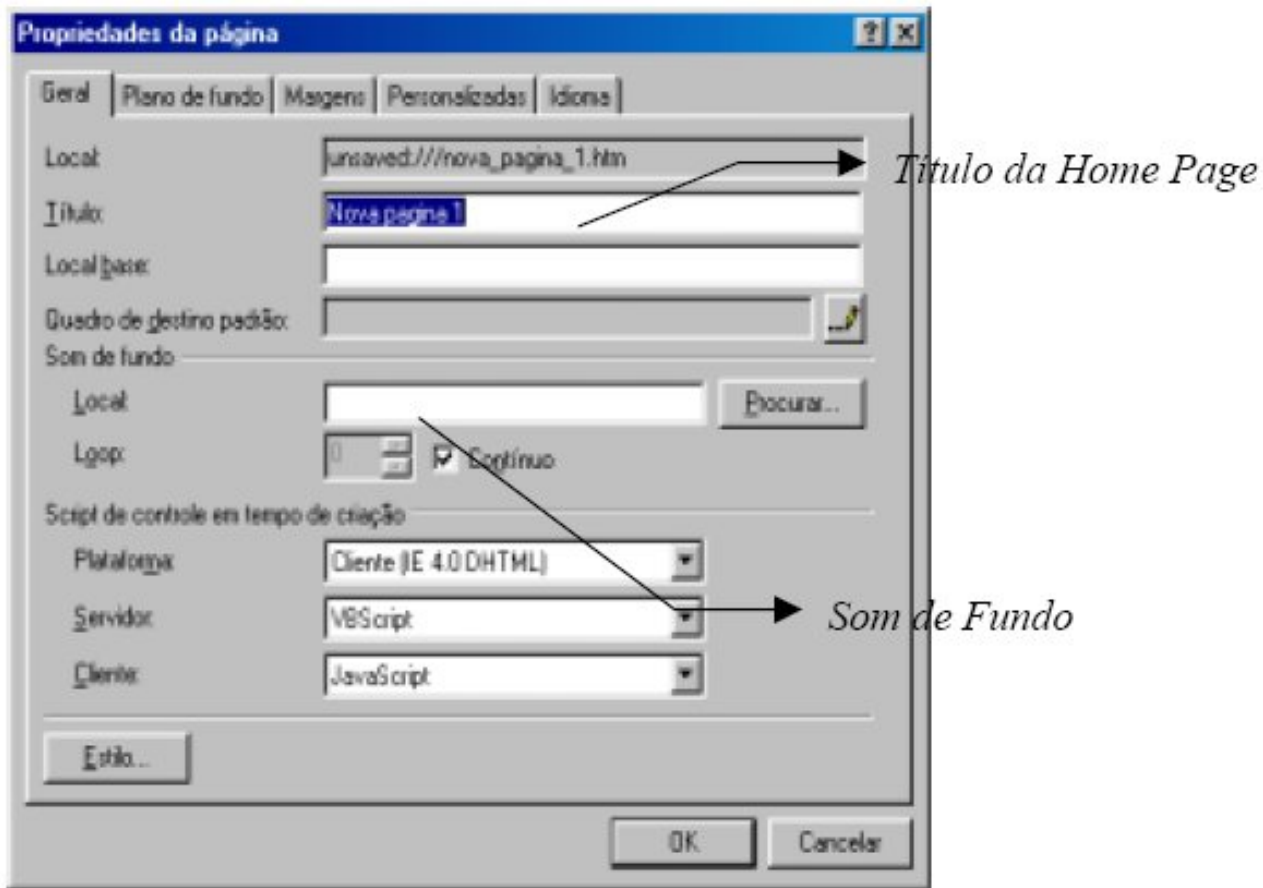 Propriedades da página
Geral Plano de fundo Margens Personalizadas Idioma
Local: unsaved:///nova_pagina_1.htm
Título da Home Page
Título: Nova pagina 1
Local base:
Quadro de destino padrão:
Som de fundo
Local: Procurar...
Loop: 0 Contínuo
Script de controle em tempo de criação
Plataforma: Cliente (IE 4.0 DHTML)
Servidor: VBScript
Som de Fundo
Cliente: JavaScript
Estilo...
OK Cancelar